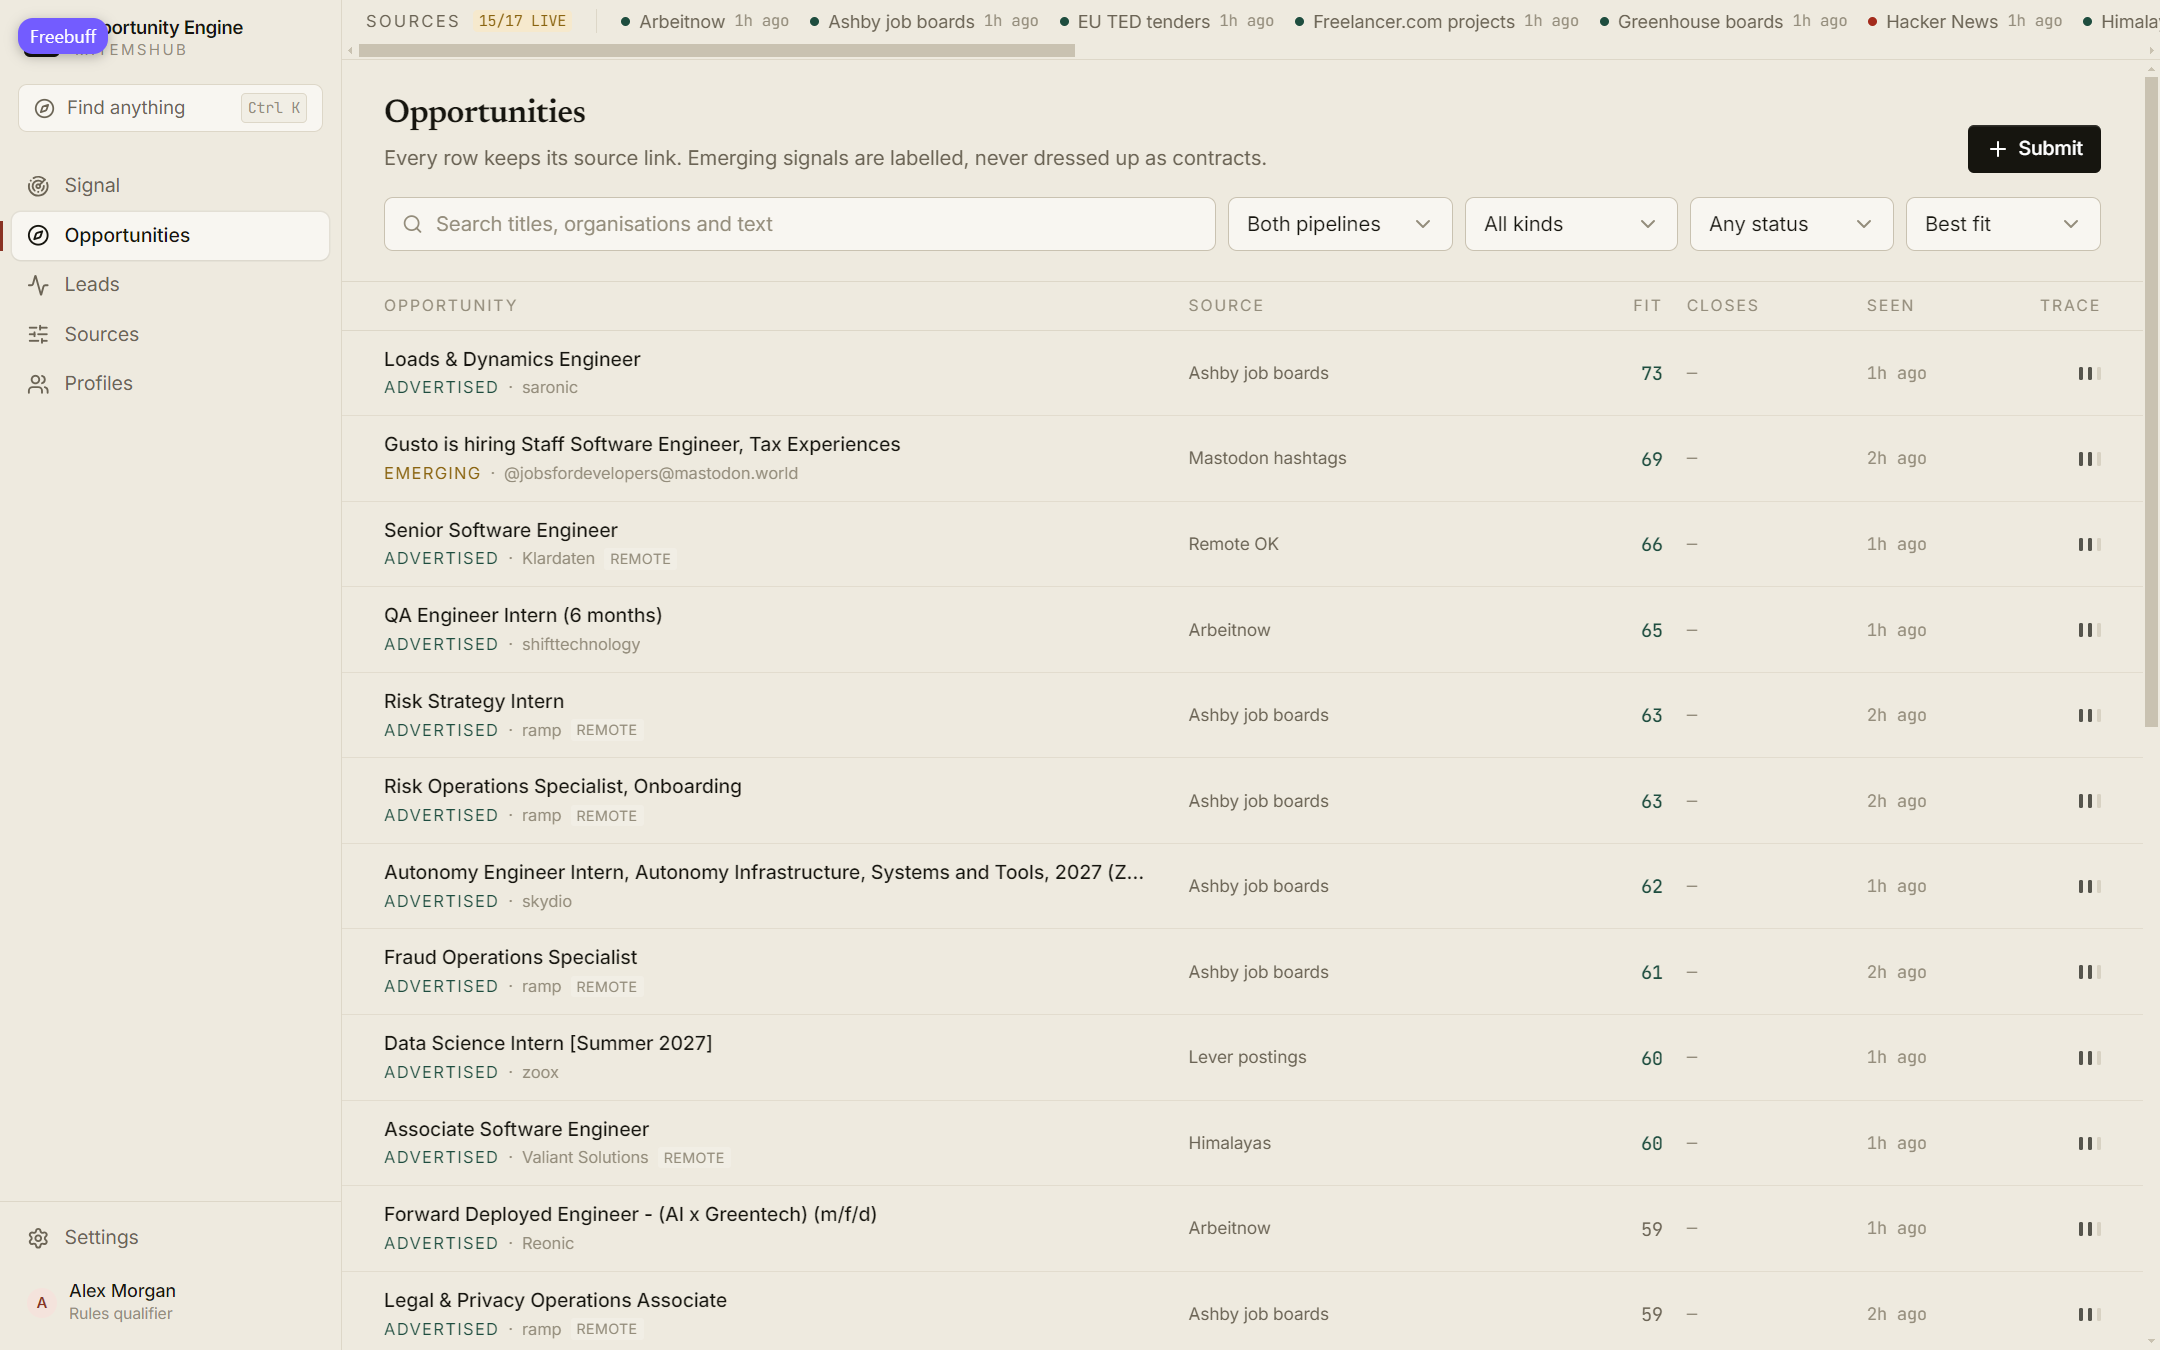 Freebuff
portunity Engine
TEMSHUB
Find anything
Ctrl K
Signal
Opportunities
Leads
Sources
Profiles
Settings
A
Alex Morgan
Rules qualifier
SOURCES 15/17 LIVE Arbeitnow 1h ago Ashby job boards 1h ago EU TED tenders 1h ago Freelancer.com projects 1h ago Greenhouse boards 1h ago Hacker News 1h ago Himala
Opportunities
Every row keeps its source link. Emerging signals are labelled, never dressed up as contracts.
+ Submit
Search titles, organisations and text
Both pipelines
All kinds
Any status
Best fit
OPPORTUNITY SOURCE FIT CLOSES SEEN TRACE
Loads & Dynamics Engineer
ADVERTISED · saronic
Ashby job boards 73 – 1h ago
Gusto is hiring Staff Software Engineer, Tax Experiences
EMERGING · @jobsfordevelopers@mastodon.world
Mastodon hashtags 69 – 2h ago
Senior Software Engineer
ADVERTISED · Klardaten REMOTE
Remote OK 66 – 1h ago
QA Engineer Intern (6 months)
ADVERTISED · shifttechnology
Arbeitnow 65 – 1h ago
Risk Strategy Intern
ADVERTISED · ramp REMOTE
Ashby job boards 63 – 2h ago
Risk Operations Specialist, Onboarding
ADVERTISED · ramp REMOTE
Ashby job boards 63 – 2h ago
Autonomy Engineer Intern, Autonomy Infrastructure, Systems and Tools, 2027 (Z...
ADVERTISED · skydio
Ashby job boards 62 – 1h ago
Fraud Operations Specialist
ADVERTISED · ramp REMOTE
Ashby job boards 61 – 2h ago
Data Science Intern [Summer 2027]
ADVERTISED · zoox
Lever postings 60 – 1h ago
Associate Software Engineer
ADVERTISED · Valiant Solutions REMOTE
Himalayas 60 – 1h ago
Forward Deployed Engineer - (AI x Greentech) (m/f/d)
ADVERTISED · Reonic
Arbeitnow 59 – 1h ago
Legal & Privacy Operations Associate
ADVERTISED · ramp REMOTE
Ashby job boards 59 – 2h ago